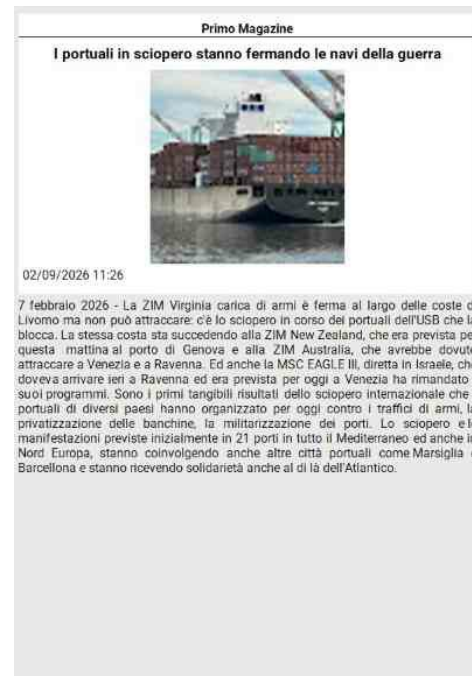 Primo Magazine
I portuali in sciopero stanno fermando le navi della guerra
02/09/2026 11:26
7 febbraio 2026 - La ZIM Virginia carica di armi è ferma al largo delle coste d
Livorno ma non può attraccare: c'è lo sciopero in corso dei portuali dell'USB che la
blocca. La stessa costa sta succedendo alla ZIM New Zealand, che era prevista pe
questa mattina al porto di Genova e alla ZIM Australia, che avrebbe dovute
attraccare a Venezia e a Ravenna. Ed anche la MSC EAGLE III, diretta in Israele, che
doveva arrivare ieri a Ravenna ed era prevista per oggi a Venezia ha rimandato
suoi programmi. Sono i primi tangibili risultati dello sciopero internazionale che
portuali di diversi paesi hanno organizzato per oggi contro i traffici di armi, la
privatizzazione delle banchine, la militarizzazione dei porti. Lo sciopero e le
manifestazioni previste inizialmente in 21 porti in tutto il Mediterraneo ed anche in
Nord Europa, stanno coinvolgendo anche altre città portuali come Marsiglia e
Barcellona e stanno ricevendo solidarietà anche al di là dell'Atlantico.